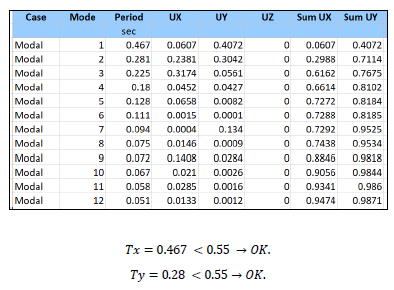 Case Mode Period UX UY UZ Sum UX Sum UY
sec
Modal 1 0.467 0.0607 0.4072 0 0.0607 0.4072
Modal 2 0.281 0.2381 0.3042 0 0.2988 0.7114
Modal 3 0.225 0.3174 0.0561 0 0.6162 0.7675
Modal 4 0.18 0.0452 0.0427 0 0.6614 0.8102
Modal 5 0.128 0.0658 0.0082 0 0.7272 0.8184
Modal 6 0.111 0.0015 0.0001 0 0.7288 0.8185
Modal 7 0.094 0.0004 0.134 0 0.7292 0.9525
Modal 8 0.075 0.0146 0.0009 0 0.7438 0.9534
Modal 9 0.072 0.1408 0.0284 0 0.8846 0.9818
Modal 10 0.067 0.021 0.0026 0 0.9056 0.9844
Modal 11 0.058 0.0285 0.0016 0 0.9341 0.986
Modal 12 0.051 0.0133 0.0012 0 0.9474 0.9871
Tx = 0.467 < 0.55 → OK.
Ty = 0.28 < 0.55 → OK.